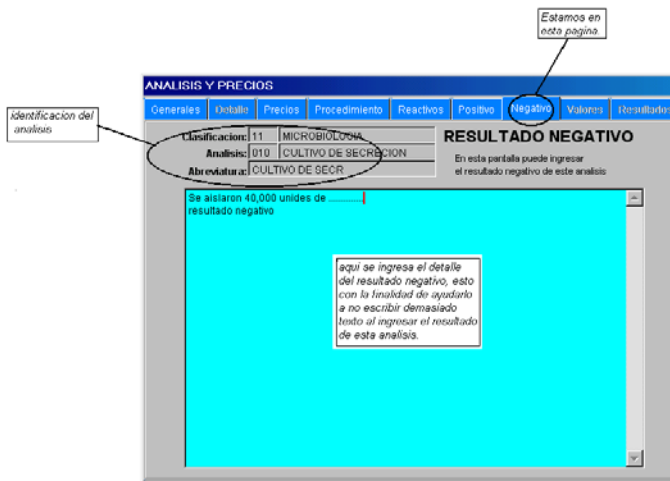 Estamos en
esta pagina.
ANALISIS Y PRECIOS
Generales Detalle Precios Procedimiento Reactivos Positivo Negativo Valores Resultados
identificacion del
analisis
Clasificacion: 11 MICROBIOLOGIA
Analisis: 010 CULTIVO DE SECRECION
Abreviatura: CULTIVO DE SECR
RESULTADO NEGATIVO
En esta pantalla puede ingresar
el resultado negativo de este analisis
Se aislaron 40,000 unides de ..............
resultado negativo
aqui se ingresa el detalle
del resultado negativo, esto
con la finalidad de ayudarlo
a no escribir demasiado
texto al ingresar el resultado
de esta analisis.